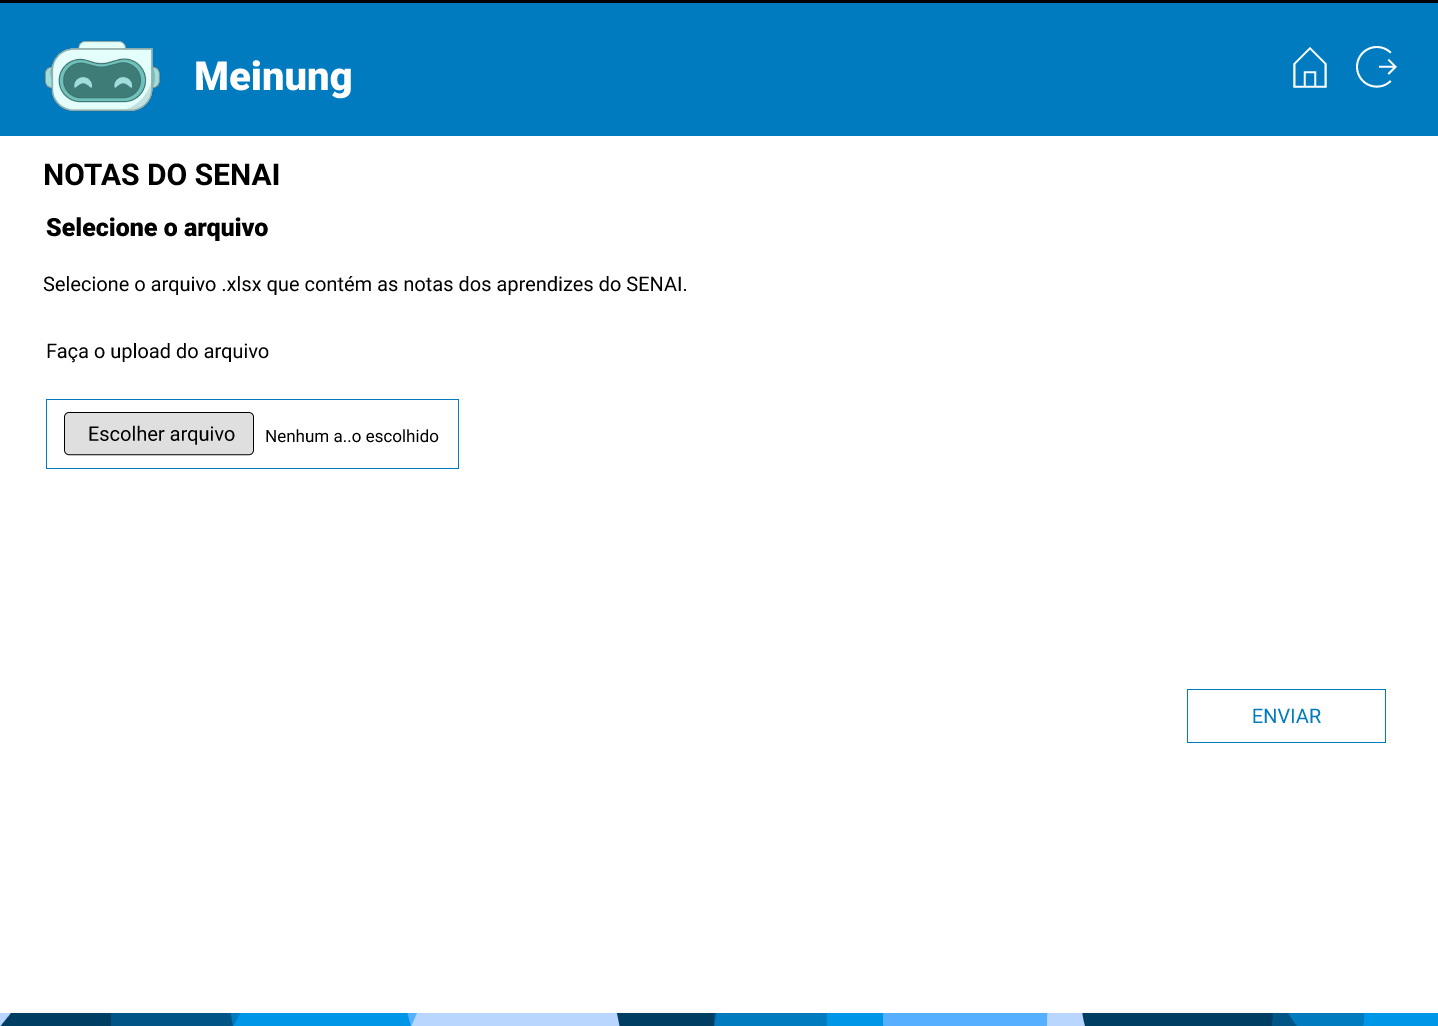 Meinung
NOTAS DO SENAI
Selecione o arquivo
Selecione o arquivo .xlsx que contém as notas dos aprendizes do SENAI.
Faça o upload do arquivo
Escolher arquivo Nenhum a..o escolhido
ENVIAR